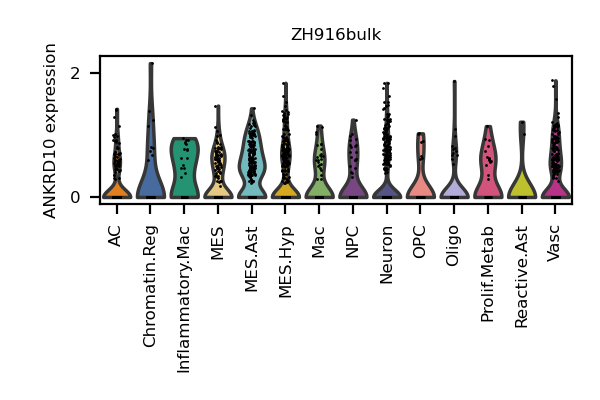 ZH916bulk
ANKRD10 expression
2
0
AC
Chromatin.Reg
Inflammatory.Mac
MES
MES.Ast
MES.Hyp
Mac
NPC
Neuron
OPC
Oligo
Prolif.Metab
Reactive.Ast
Vasc